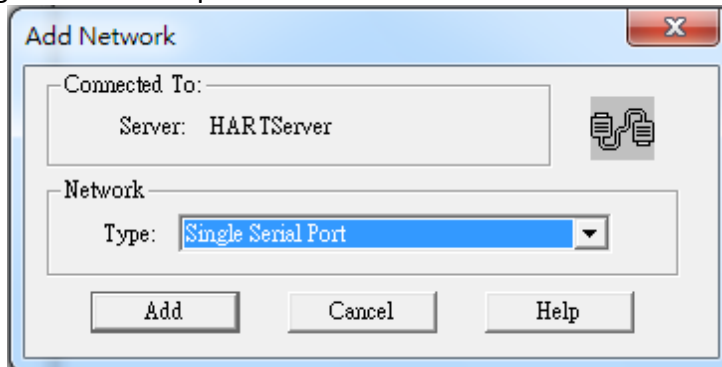 Add Network
Connected To:
Server: HARTServer
Network
Type: Single Serial Port
Add Cancel Help